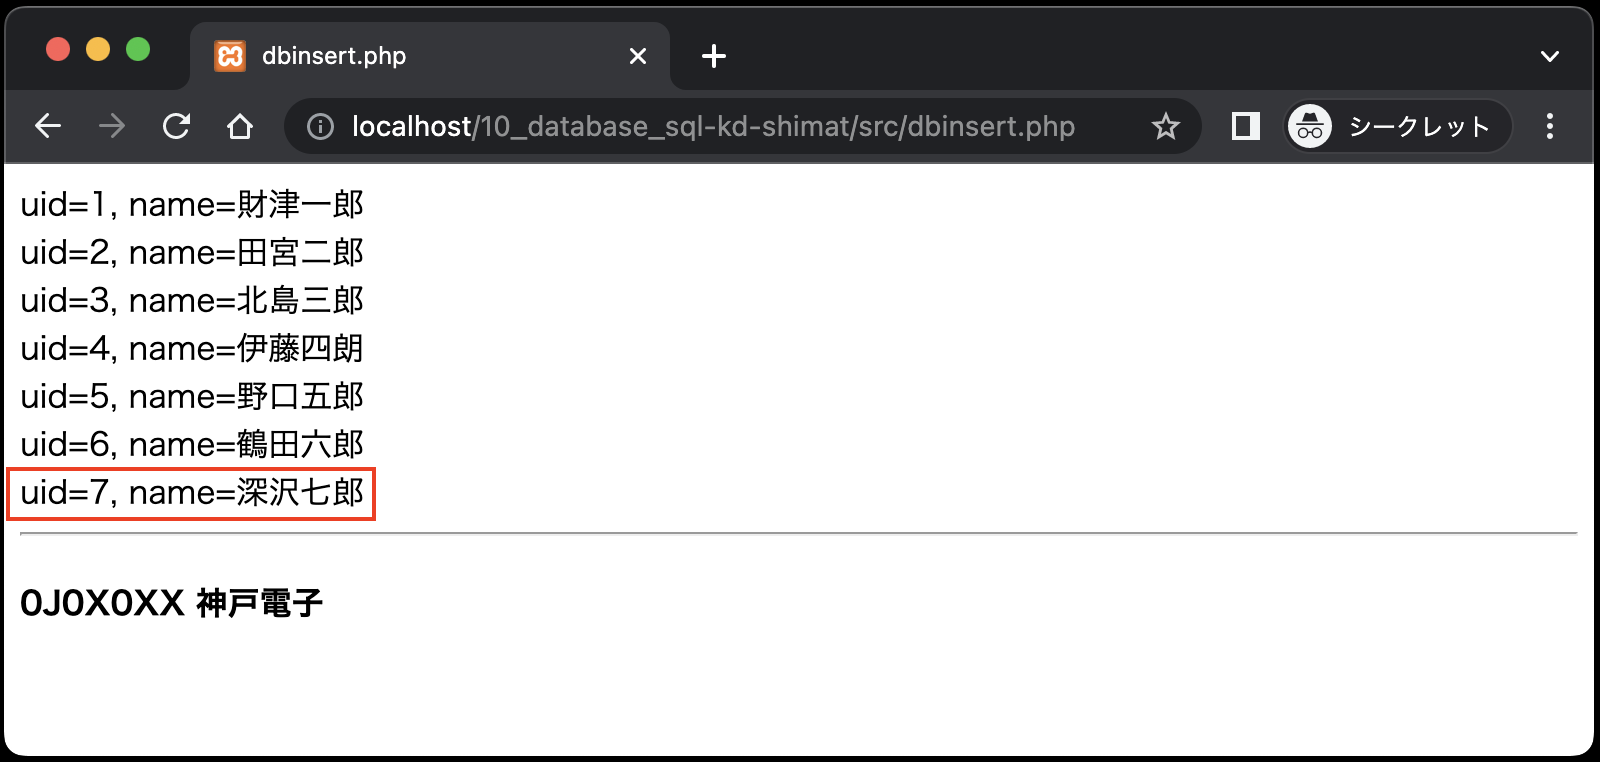 dbinsert.php
localhost/10_database_sql-kd-shimat/src/dbinsert.php
シークレット
uid=1, name=財津一郎
uid=2, name=田宮二郎
uid=3, name=北島三郎
uid=4, name=伊藤四朗
uid=5, name=野口五郎
uid=6, name=鶴田六郎
uid=7, name=深沢七郎
0J0X0XX 神戸電子